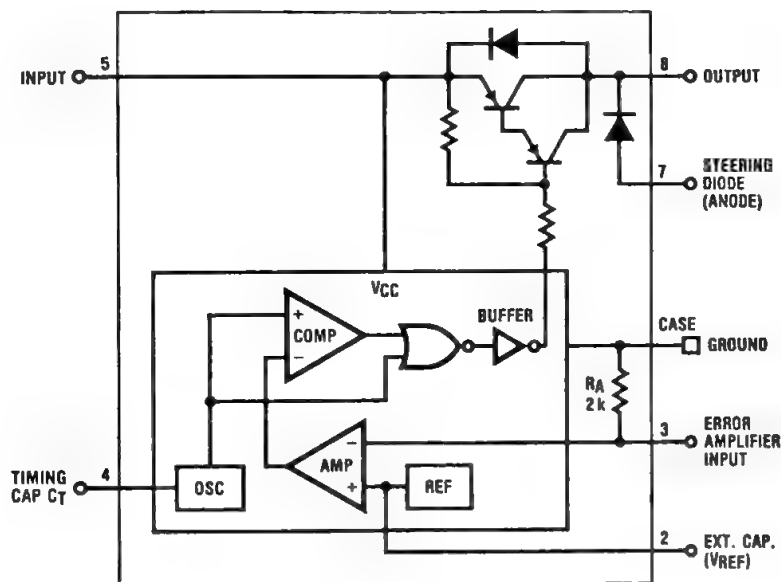 INPUT 5
8 OUTPUT
7 STEERING
DIODE
(ANODE)
VCC
+
COMP
−
BUFFER
CASE
GROUND
RA
2k
3 ERROR
AMPLIFIER
INPUT
−
AMP
+
TIMING 4
CAP CT
OSC
REF
2 EXT. CAP.
(VREF)